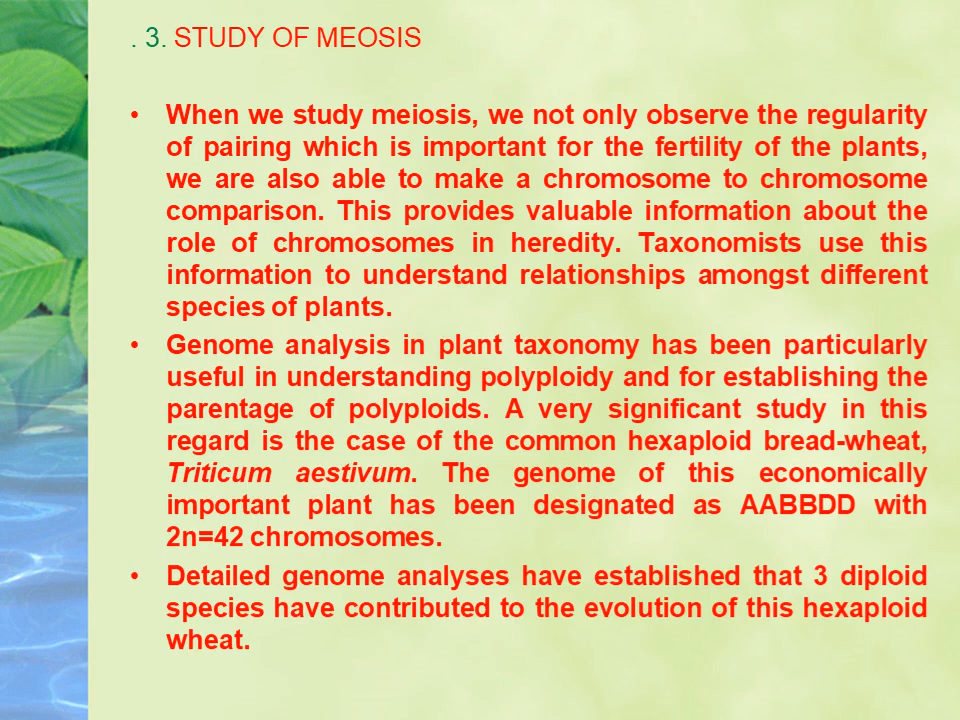 . 3. STUDY OF MEOSIS
• When we study meiosis, we not only observe the regularity
of pairing which is important for the fertility of the plants,
we are also able to make a chromosome to chromosome
comparison. This provides valuable information about the
role of chromosomes in heredity. Taxonomists use this
information to understand relationships amongst different
species of plants.
• Genome analysis in plant taxonomy has been particularly
useful in understanding polyploidy and for establishing the
parentage of polyploids. A very significant study in this
regard is the case of the common hexaploid bread-wheat,
Triticum aestivum. The genome of this economically
important plant has been designated as AABBDD with
2n=42 chromosomes.
• Detailed genome analyses have established that 3 diploid
species have contributed to the evolution of this hexaploid
wheat.